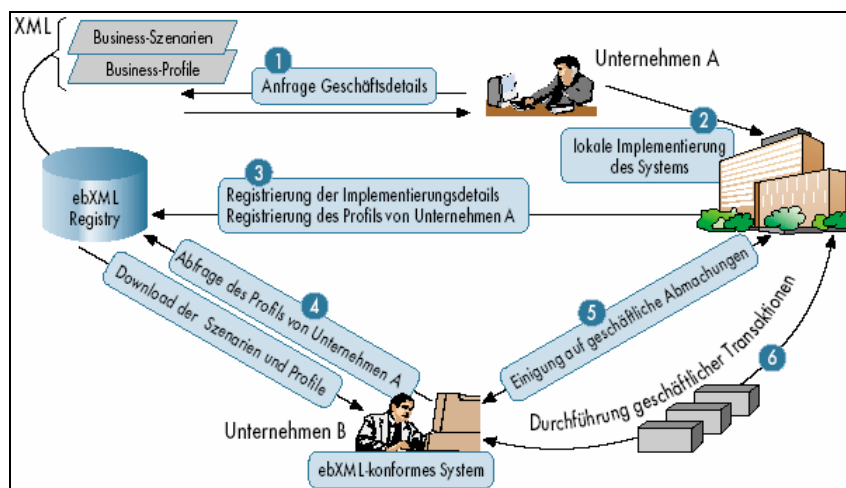 XML
Business-Szenarien
Business-Profile
1
Anfrage Geschäftsdetails
Unternehmen A
2
lokale Implementierung
des Systems
ebXML
Registry
3
Registrierung der Implementierungsdetails
Registrierung des Profils von Unternehmen A
4
Abfrage des Profils von Unternehmen A
Download der Szenarien und Profile
5
Einigung auf geschäftliche Abmachungen
6
Durchführung geschäftlicher Transaktionen
Unternehmen B
ebXML-konformes System